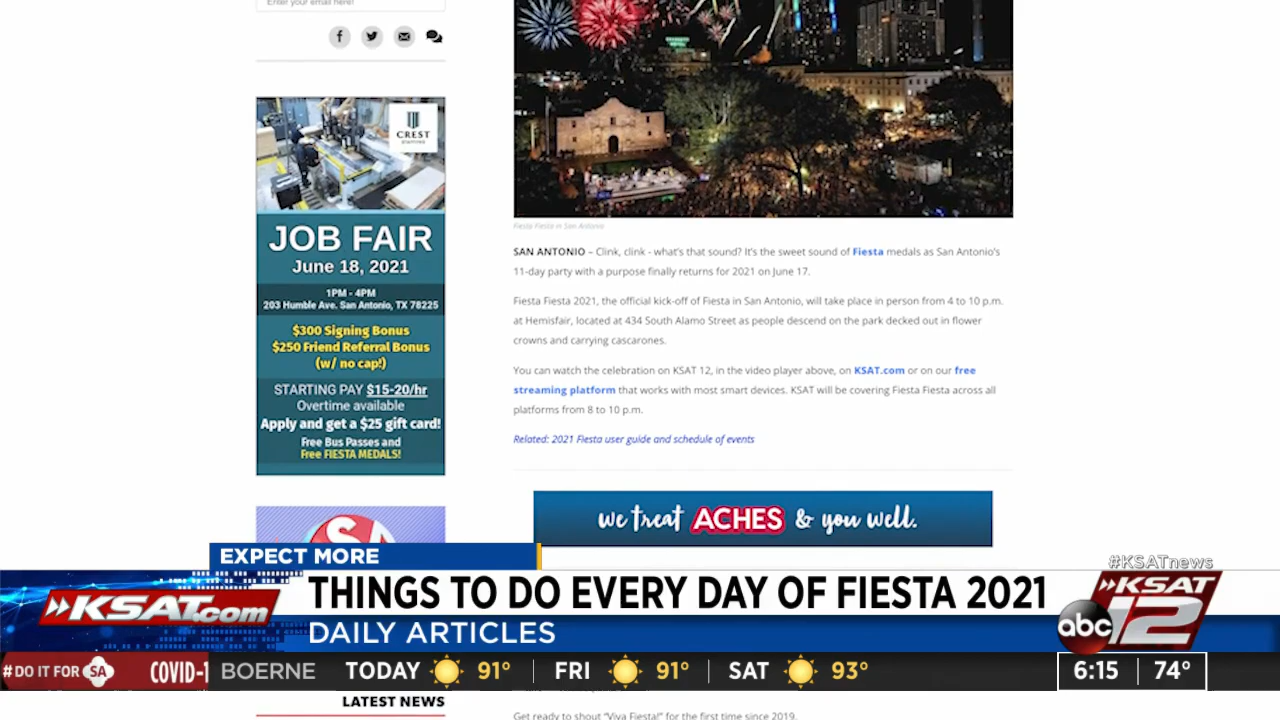 Enter your email here!
CREST
STAFFING
JOB FAIR
June 18, 2021
1PM - 4PM
203 Humble Ave. San Antonio, TX 78225
$300 Signing Bonus
$250 Friend Referral Bonus
(w/ no cap!)
STARTING PAY $15-20/hr
Overtime available
Apply and get a $25 gift card!
Free Bus Passes and
Free FIESTA MEDALS!
SA
Fiesta Fiesta in San Antonio
SAN ANTONIO – Clink, clink - what's that sound? It's the sweet sound of Fiesta medals as San Antonio's
11-day party with a purpose finally returns for 2021 on June 17.
Fiesta Fiesta 2021, the official kick-off of Fiesta in San Antonio, will take place in person from 4 to 10 p.m.
at Hemisfair, located at 434 South Alamo Street as people descend on the park decked out in flower
crowns and carrying cascarones.
You can watch the celebration on KSAT 12, in the video player above, on KSAT.com or on our free
streaming platform that works with most smart devices. KSAT will be covering Fiesta Fiesta across all
platforms from 8 to 10 p.m.
Related: 2021 Fiesta user guide and schedule of events
we treat ACHES & you well.
EXPECT MORE
#KSATnews
KSAT.com
THINGS TO DO EVERY DAY OF FIESTA 2021
DAILY ARTICLES
KSAT
abc 12
#DO IT FOR SA
COVID-1
BOERNE TODAY 91° FRI 91° SAT 93°
6:15 74°
LATEST NEWS
Get ready to shout "Viva Fiesta!" for the first time since 2019.